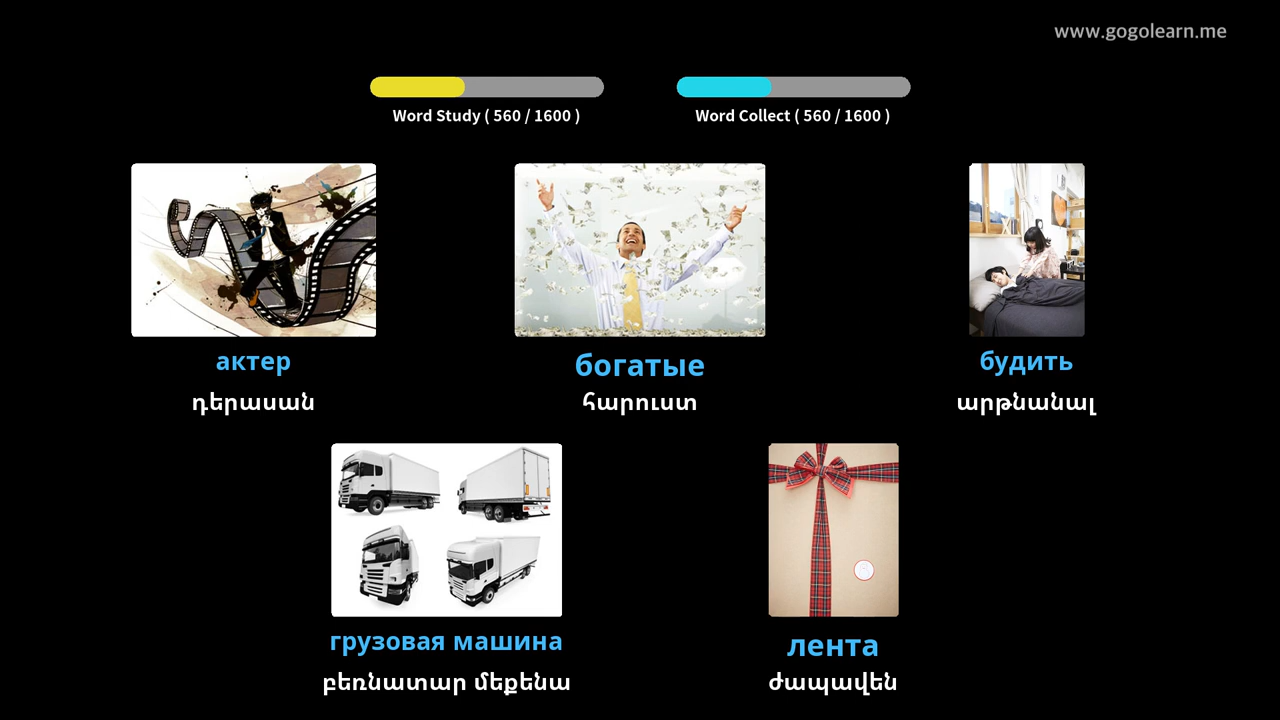 www.gogolearn.me
Word Study ( 560 / 1600 )
Word Collect ( 560 / 1600 )
актер
դերասան
богатые
հարուստ
будить
արթնանալ
грузовая машина
բեռնատար մեքենա
лента
ժապավեն